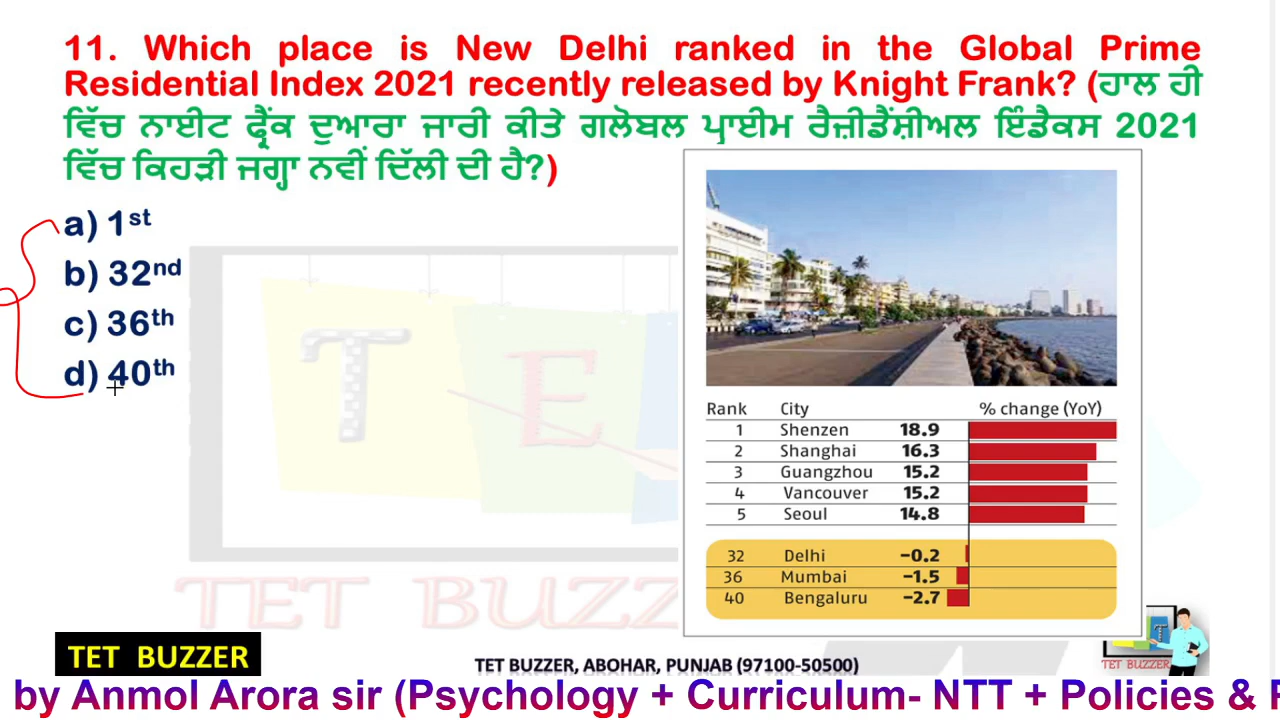 11. Which place is New Delhi ranked in the Global Prime
Residential Index 2021 recently released by Knight Frank? (ਹਾਲ ਹੀ
ਵਿੱਚ ਨਾਈਟ ਫ੍ਰੈਂਕ ਦੁਆਰਾ ਜਾਰੀ ਕੀਤੇ ਗਲੋਬਲ ਪ੍ਰਾਈਮ ਰੈਜ਼ੀਡੈਂਸ਼ੀਅਲ ਇੰਡੈਕਸ 2021
ਵਿੱਚ ਕਿਹੜੀ ਜਗ੍ਹਾ ਨਵੀਂ ਦਿੱਲੀ ਦੀ ਹੈ?)
a) 1st
b) 32nd
c) 36th
d) 40th
Rank City % change (YoY)
1 Shenzen 18.9
2 Shanghai 16.3
3 Guangzhou 15.2
4 Vancouver 15.2
5 Seoul 14.8
32 Delhi −0.2
36 Mumbai −1.5
40 Bengaluru −2.7
T E
TET BUZZ
TET BUZZER
TET BUZZER, ABOHAR, PUNJAB (97100-50500)
T
TET BUZZER
by Anmol Arora sir (Psychology + Curriculum- NTT + Policies &